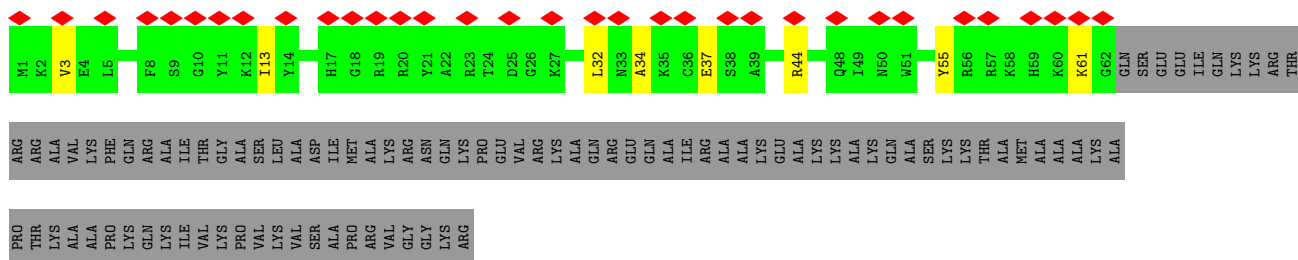 M1 K2 V3 E4 L5 F8 S9 G10 Y11 K12 I13 Y14 H17 G18 R19 R20 Y21 A22 R23 T24 D25 G26 K27 L32 N33 A34 K35 C36 E37 S38 A39 R44 Q48 I49 N50 W51 Y55 R56 R57 K58 H59 K60 K61 G62 GLN SER GLU GLU ILE GLN LYS LYS ARG THR
ARG ARG ALA VAL LYS PHE GLN ARG ALA ILE THR GLY ALA SER LEU ALA ASP ILE MET ALA LYS ARG ASN GLN LYS PRO GLU VAL ARG LYS ALA GLN ARG GLU GLN ALA ILE ARG ALA ALA LYS GLU ALA LYS LYS ALA LYS GLN ALA SER LYS LYS THR ALA MET ALA ALA ALA LYS ALA
PRO THR LYS ALA ALA PRO LYS GLN LYS ILE VAL LYS PRO VAL LYS VAL SER ALA PRO ARG VAL GLY GLY LYS ARG